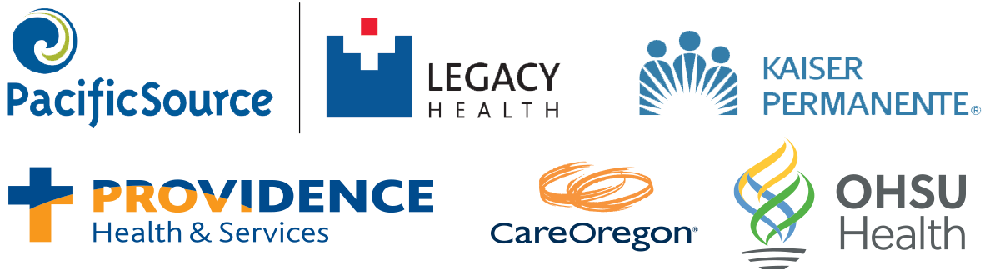 PacificSource
LEGACY
HEALTH
KAISER
PERMANENTE®
PROVIDENCE
Health & Services
CareOregon®
OHSU
Health